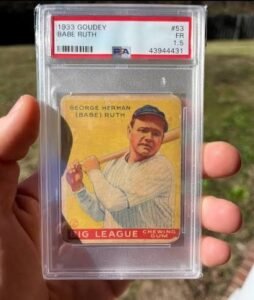 1933 GOUDEY #53
BABE RUTH FR
1.5
PSA 43944431
GEORGE HERMAN
(BABE) RUTH
BIG LEAGUE CHEWING
GUM